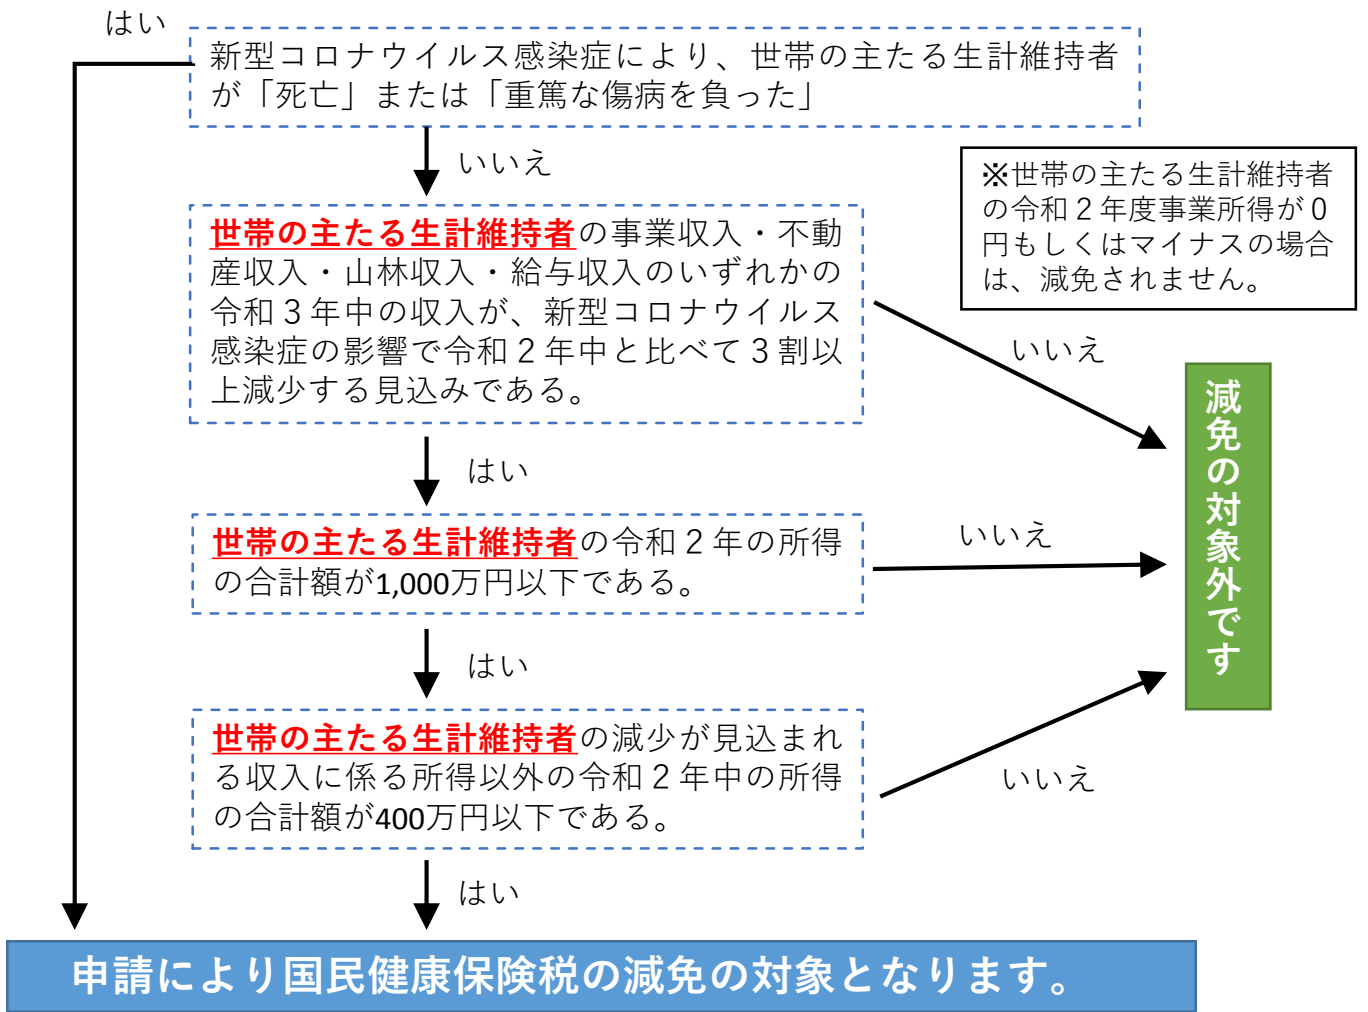 はい
新型コロナウイルス感染症により、世帯の主たる生計維持者
が「死亡」または「重篤な傷病を負った」
いいえ
※世帯の主たる生計維持者
の令和２年度事業所得が０
円もしくはマイナスの場合
は、減免されません。
世帯の主たる生計維持者の事業収入・不動
産収入・山林収入・給与収入のいずれかの
令和３年中の収入が、新型コロナウイルス
感染症の影響で令和２年中と比べて３割以
上減少する見込みである。
いいえ
減免の対象外です
はい
世帯の主たる生計維持者の令和２年の所得
の合計額が1,000万円以下である。
いいえ
はい
世帯の主たる生計維持者の減少が見込まれ
る収入に係る所得以外の令和２年中の所得
の合計額が400万円以下である。
いいえ
はい
申請により国民健康保険税の減免の対象となります。